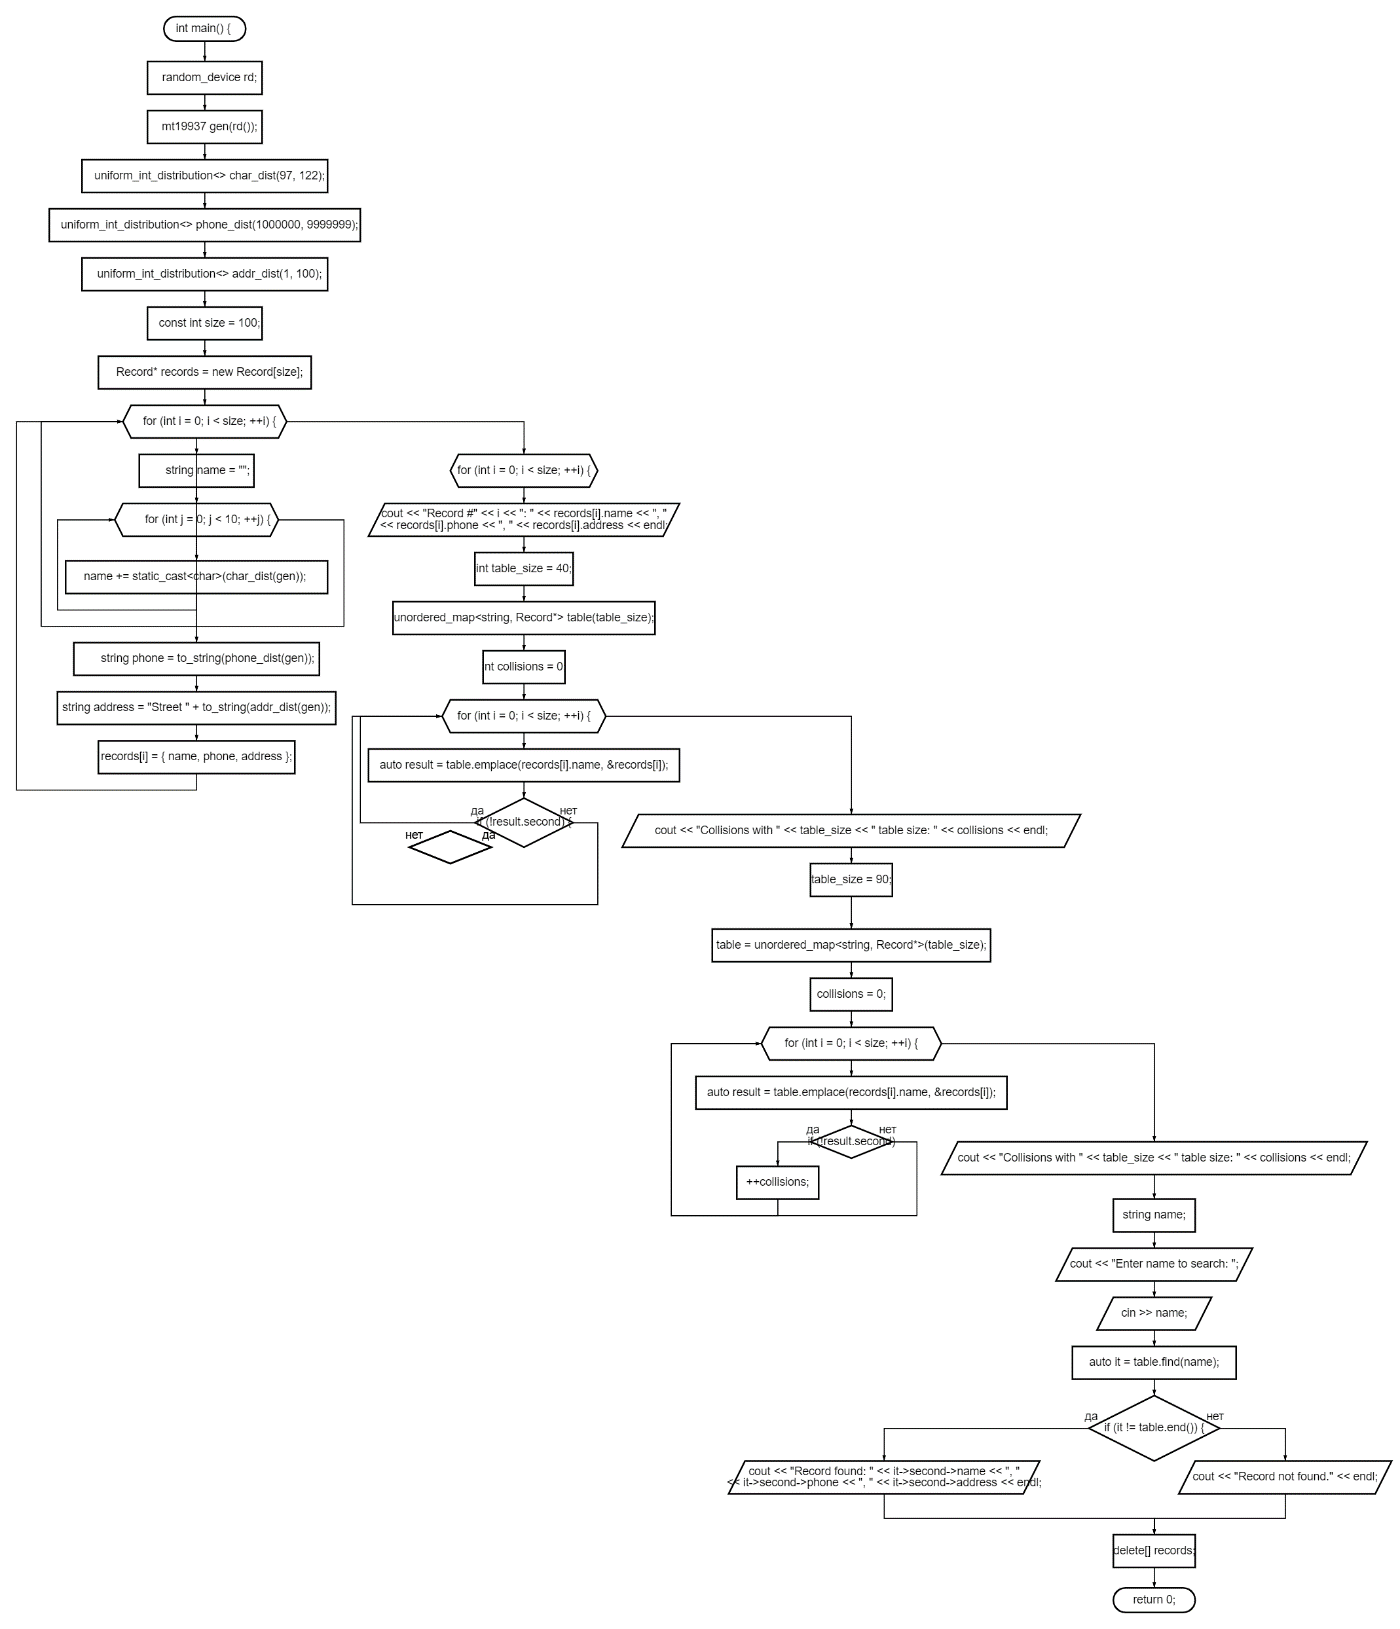 int main() {
random_device rd;
mt19937 gen(rd());
uniform_int_distribution<> char_dist(97, 122);
uniform_int_distribution<> phone_dist(1000000, 9999999);
uniform_int_distribution<> addr_dist(1, 100);
const int size = 100;
Record* records = new Record[size];
for (int i = 0; i < size; ++i) {
string name = "";
for (int j = 0; j < 10; ++j) {
name += static_cast<char>(char_dist(gen));
string phone = to_string(phone_dist(gen));
string address = "Street " + to_string(addr_dist(gen));
records[i] = { name, phone, address };
for (int i = 0; i < size; ++i) {
cout << "Record #" << i << ": " << records[i].name << ", "
<< records[i].phone << ", " << records[i].address << endl;
int table_size = 40;
unordered_map<string, Record*> table(table_size);
nt collisions = 0
for (int i = 0; i < size; ++i) {
auto result = table.emplace(records[i].name, &records[i]);
да
нет
if (!result.second) {
нет
да
cout << "Collisions with " << table_size << " table size: " << collisions << endl;
table_size = 90;
table = unordered_map<string, Record*>(table_size);
collisions = 0;
for (int i = 0; i < size; ++i) {
auto result = table.emplace(records[i].name, &records[i]);
да
нет
if (!result.second)
++collisions;
cout << "Collisions with " << table_size << " table size: " << collisions << endl;
string name;
cout << "Enter name to search: ";
cin >> name;
auto it = table.find(name);
да
нет
if (it != table.end()) {
cout << "Record found: " << it->second->name << ", "
<< it->second->phone << ", " << it->second->address << endl;
cout << "Record not found." << endl;
delete[] records;
return 0;